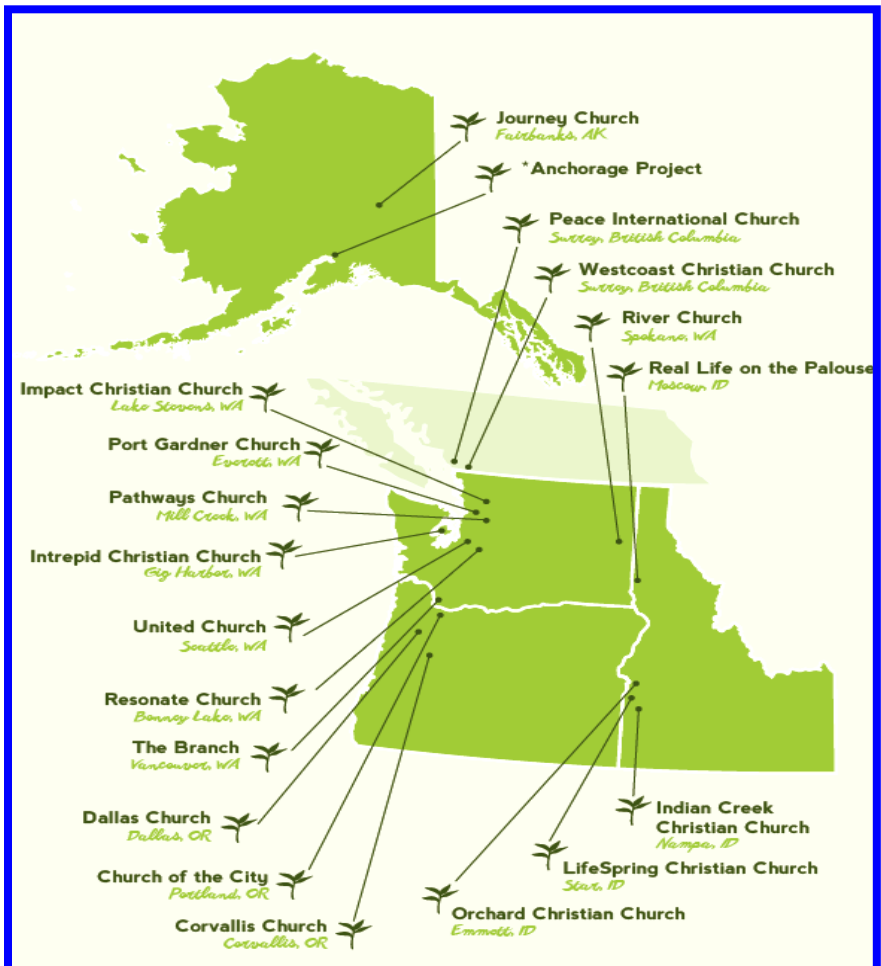 Journey Church
Fairbanks, AK
*Anchorage Project
Peace International Church
Surrey, British Columbia
Westcoast Christian Church
Surrey, British Columbia
River Church
Spokane, WA
Real Life on the Palouse
Moscow, ID
Impact Christian Church
Lake Stevens, WA
Port Gardner Church
Everett, WA
Pathways Church
Mill Creek, WA
Intrepid Christian Church
Gig Harbor, WA
United Church
Seattle, WA
Resonate Church
Bonney Lake, WA
The Branch
Vancouver, WA
Dallas Church
Dallas, OR
Church of the City
Portland, OR
Corvallis Church
Corvallis, OR
Indian Creek
Christian Church
Nampa, ID
LifeSpring Christian Church
Star, ID
Orchard Christian Church
Emmett, ID